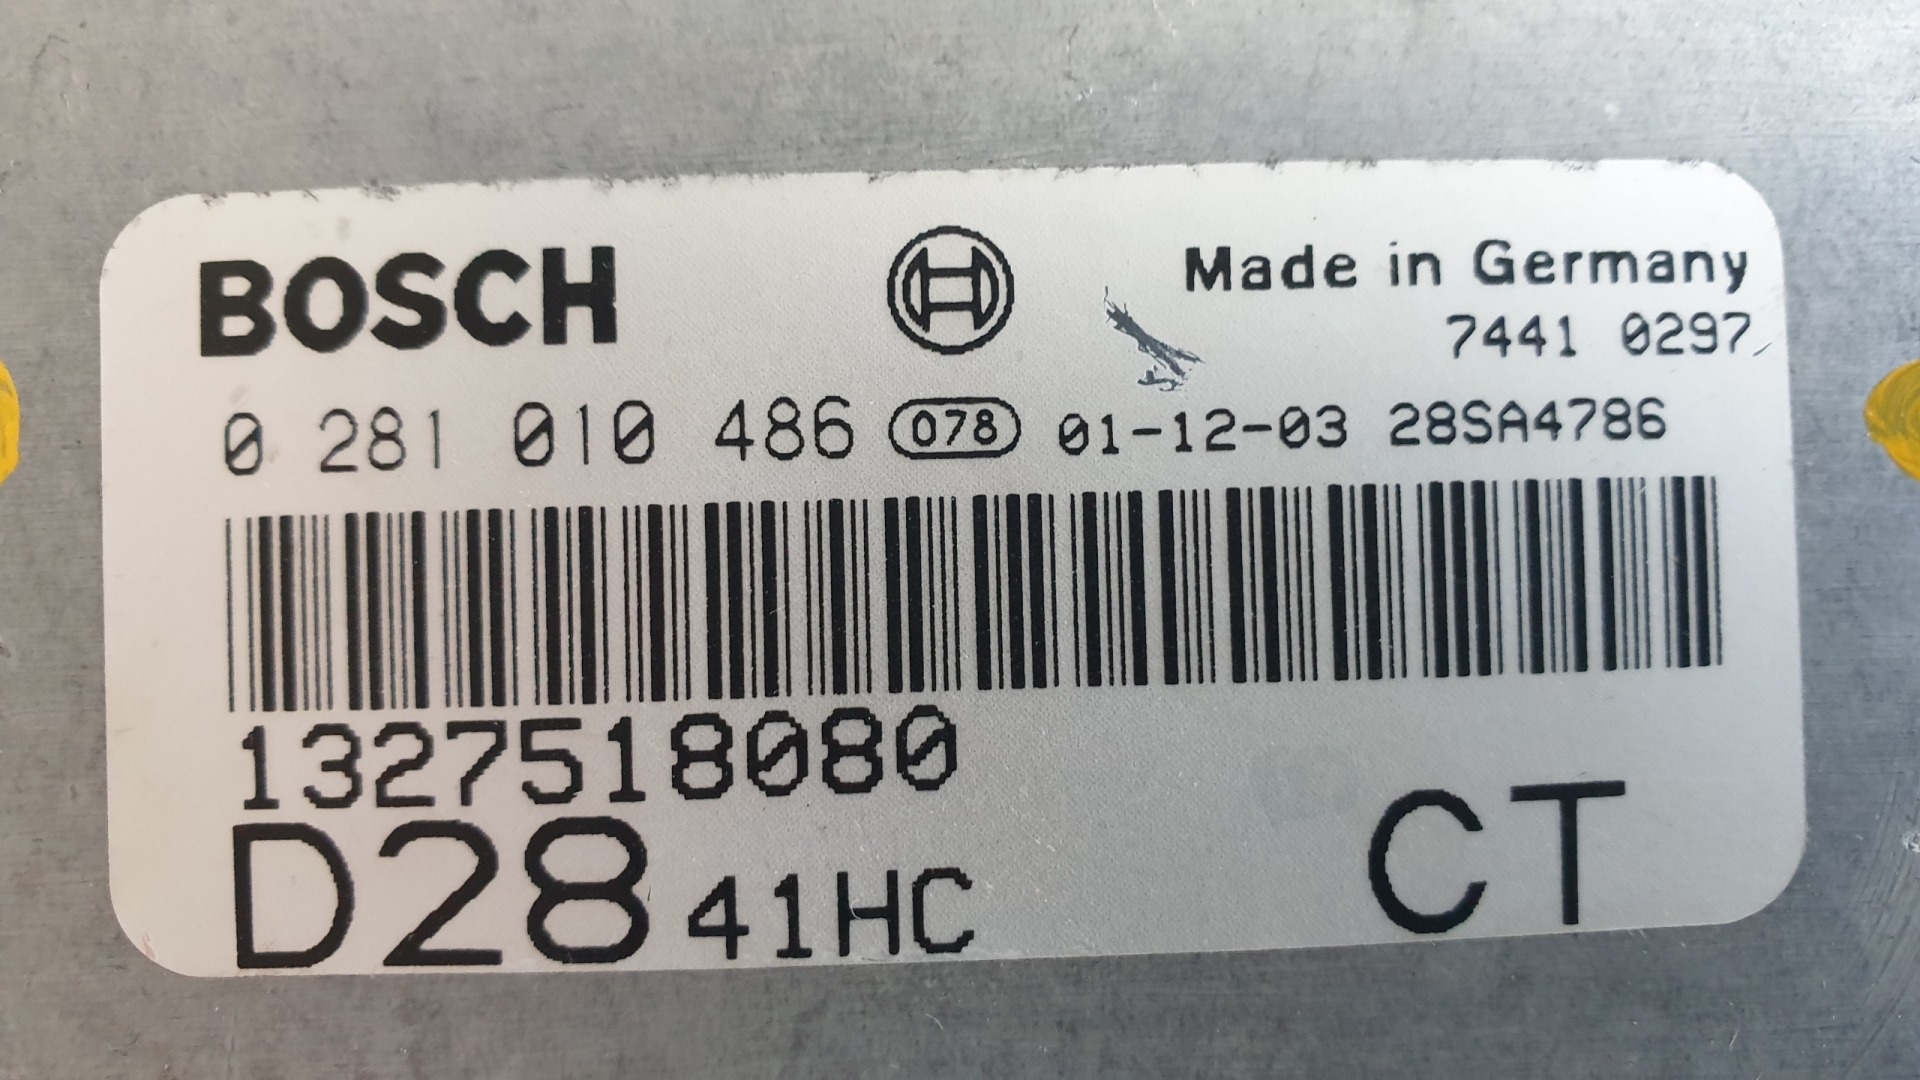 BOSCH
Made in Germany
7441 0297
0 281 010 486 078 01-12-03 28SA4786
1327518080
D28 41HC CT